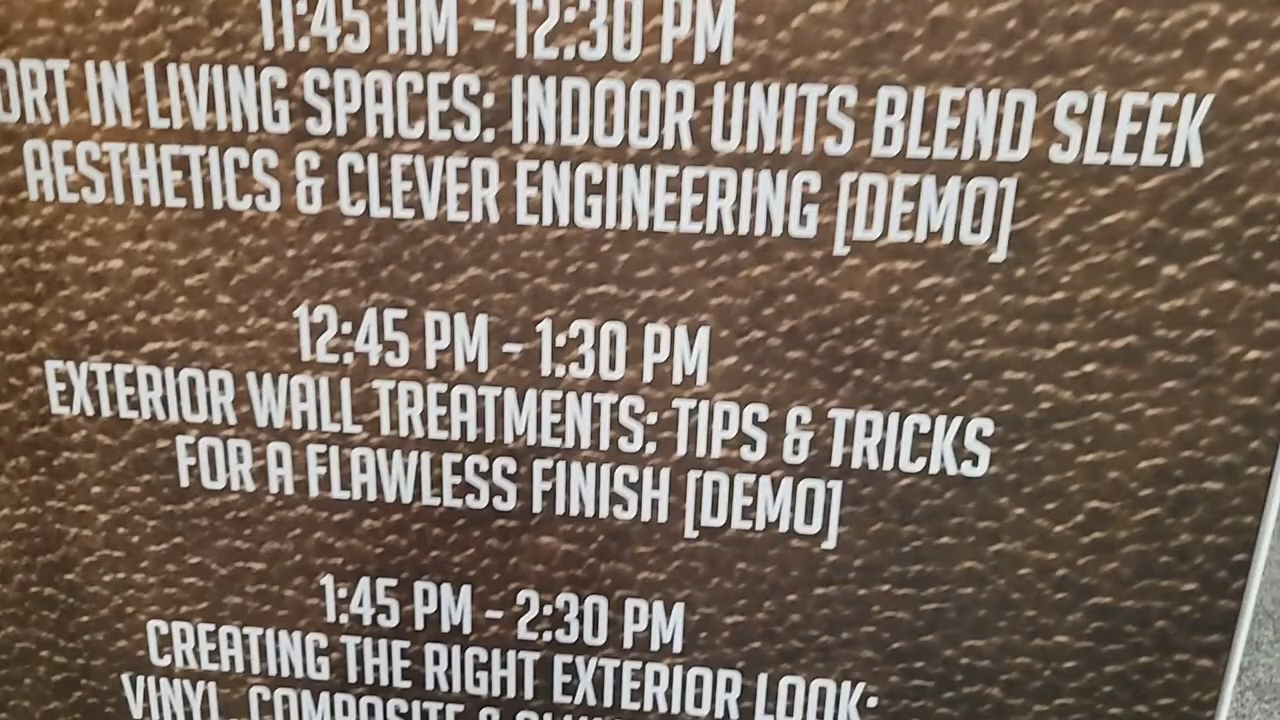 11:45 AM - 12:30 PM
IN LIVING SPACES: INDOOR UNITS BLEND SLEEK
AESTHETICS & CLEVER ENGINEERING [DEMO]
12:45 PM - 1:30 PM
EXTERIOR WALL TREATMENTS: TIPS & TRICKS
FOR A FLAWLESS FINISH [DEMO]
1:45 PM - 2:30 PM
CREATING THE RIGHT EXTERIOR LOOK:
VINYL, COMPOSITE &